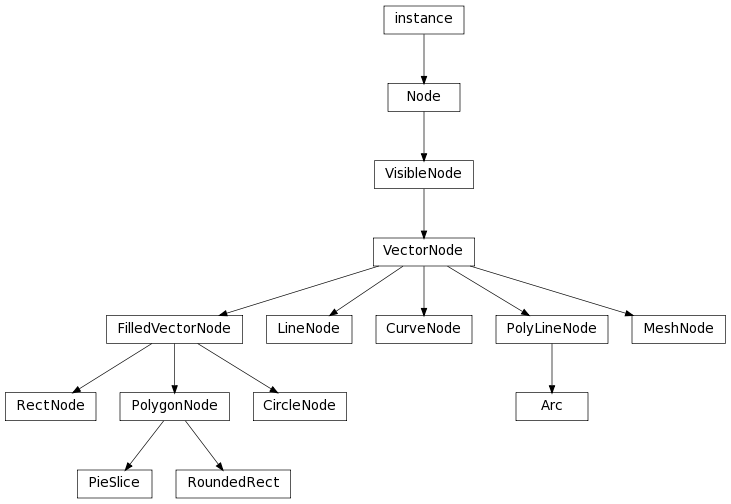 instance
Node
VisibleNode
VectorNode
FilledVectorNode
LineNode
CurveNode
PolyLineNode
MeshNode
RectNode
PolygonNode
CircleNode
Arc
PieSlice
RoundedRect